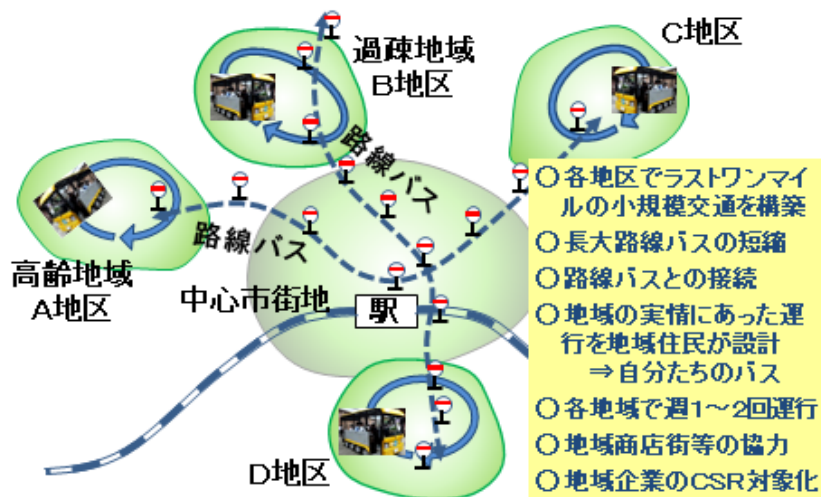 過疎地域
B地区
C地区
路線バス
路線バス
高齢地域
A地区
中心市街地
駅
D地区
○各地区でラストワンマイ
ルの小規模交通を構築
○長大路線バスの短縮
○路線バスとの接続
○地域の実情にあった運
行を地域住民が設計
⇒自分たちのバス
○各地域で週1～2回運行
○地域商店街等の協力
○地域企業のCSR対象化